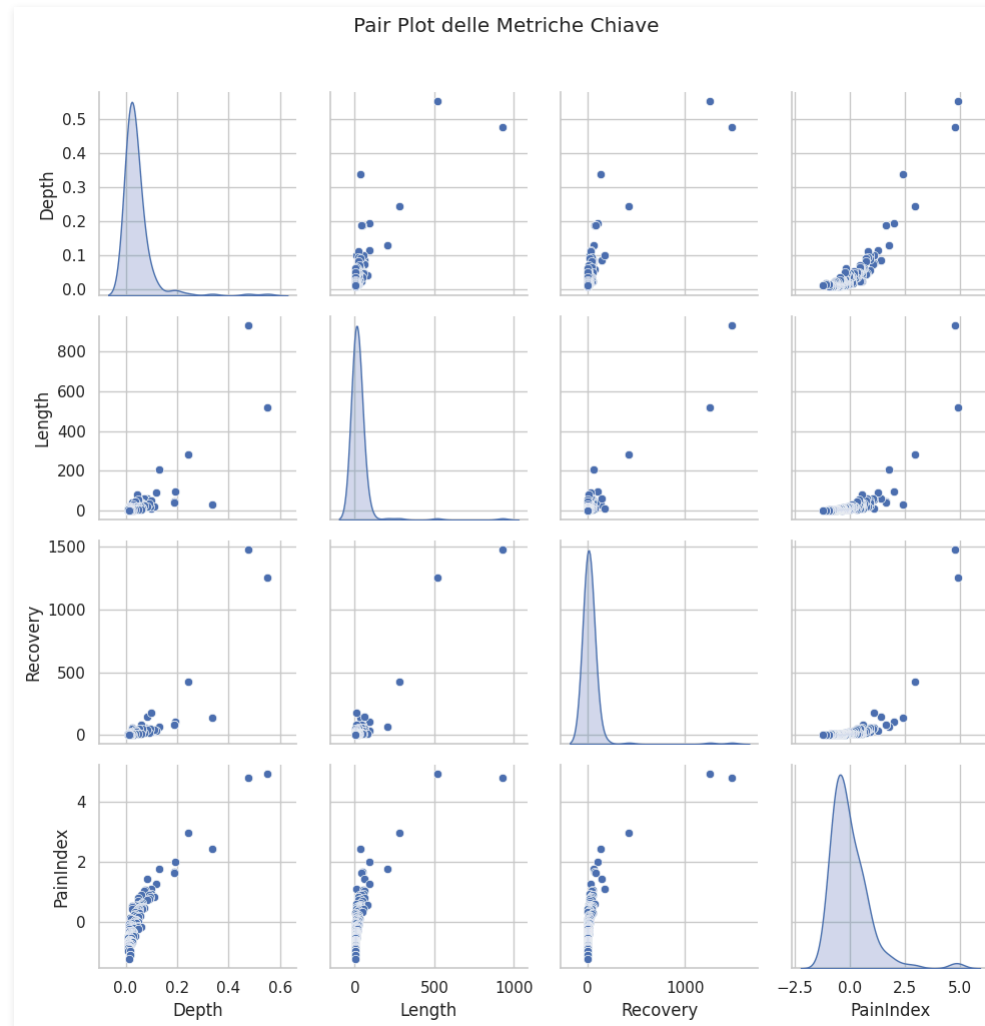 Pair Plot delle Metriche Chiave
0.5
0.4
0.3
0.2
0.1
0.0
Depth
800
600
400
200
0
Length
1500
1000
500
0
Recovery
4
2
0
PainIndex
0.0 0.2 0.4 0.6
Depth
0 500 1000
Length
0 1000
Recovery
−2.5 0.0 2.5 5.0
PainIndex